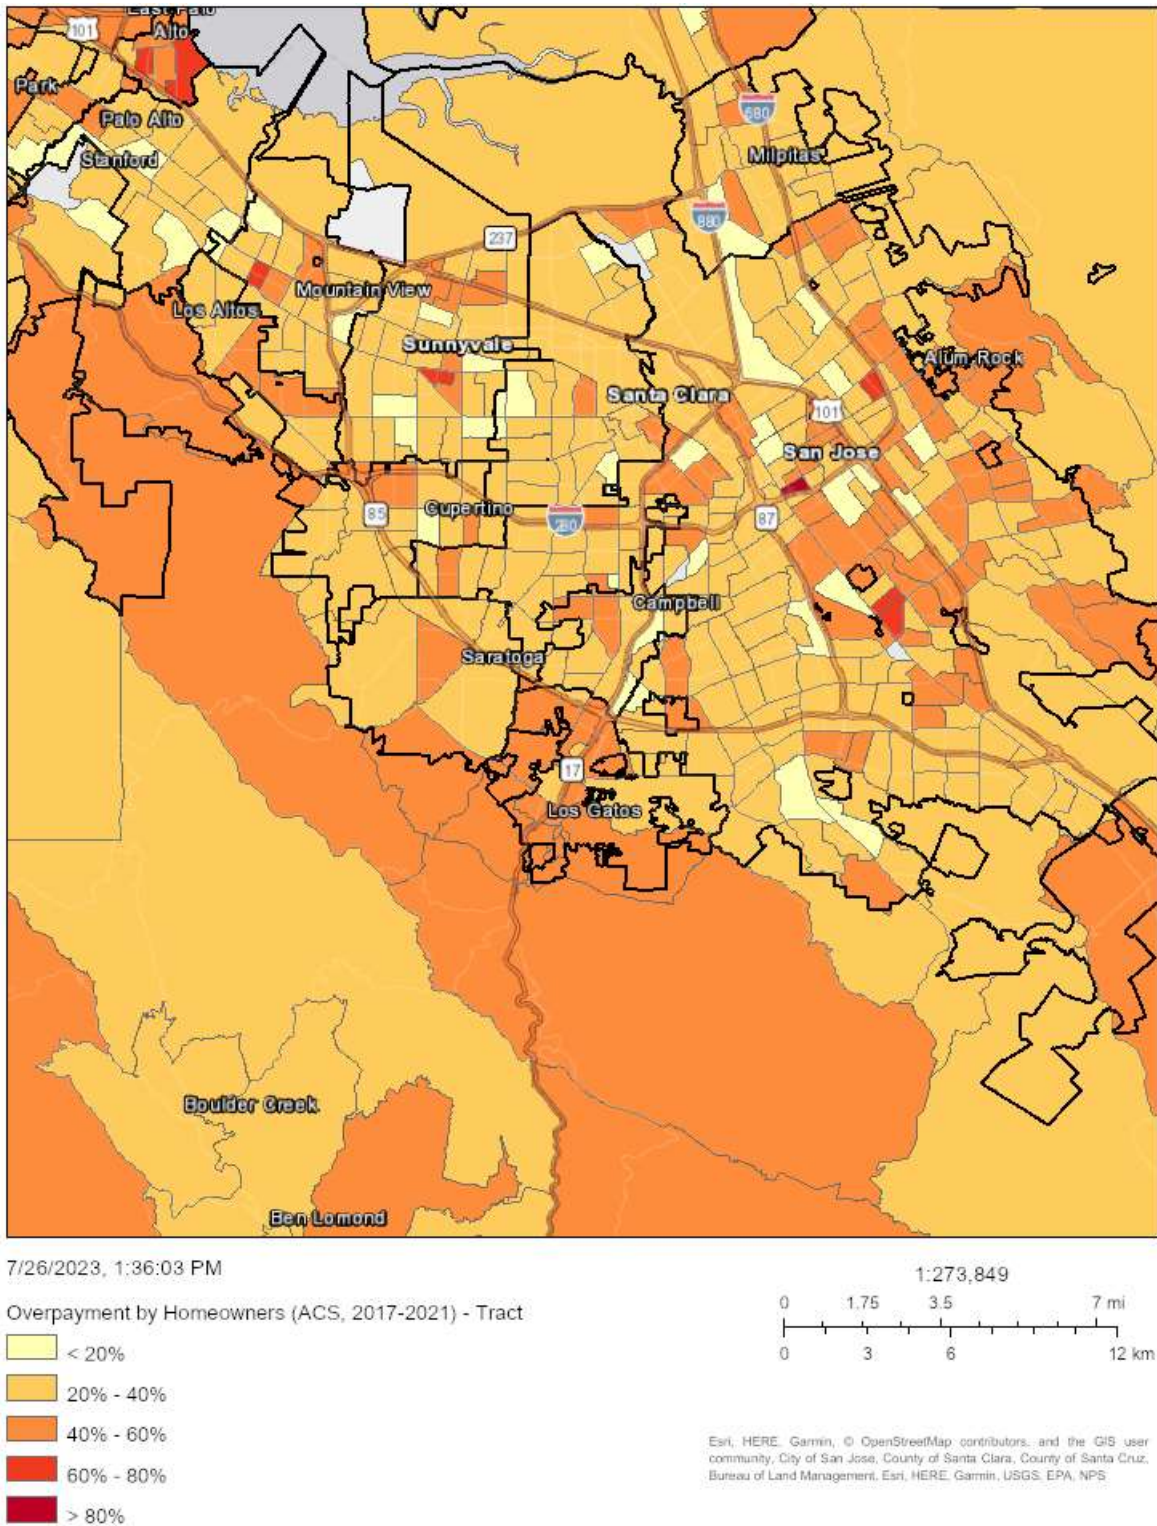 East Palo
Alto
101
Park
Palo Alto
Stanford
680
Milpitas
880
237
Mountain View
Los Altos
Sunnyvale
Alum Rock
Santa Clara
101
San Jose
Cupertino
85
280
87
Campbell
Saratoga
17
Los Gatos
Boulder Creek
Ben Lomond
7/26/2023, 1:36:03 PM
1:273,849
Overpayment by Homeowners (ACS, 2017-2021) - Tract
0 1.75 3.5 7 mi
0 3 6 12 km
< 20%
20% - 40%
40% - 60%
60% - 80%
> 80%
Esri, HERE, Garmin, © OpenStreetMap contributors, and the GIS user
community, City of San Jose, County of Santa Clara, County of Santa Cruz,
Bureau of Land Management, Esri, HERE, Garmin, USGS, EPA, NPS